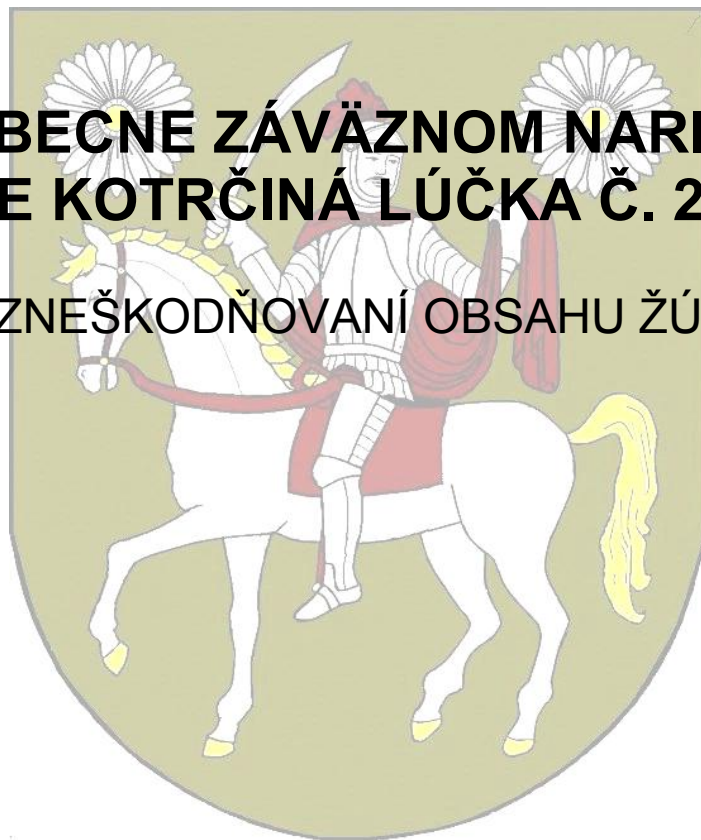 BECNE ZÁVÄZNOM NARI
E KOTRČINÁ LÚČKA Č. 2
ZNEŠKODŇOVANÍ OBSAHU ŽÚ